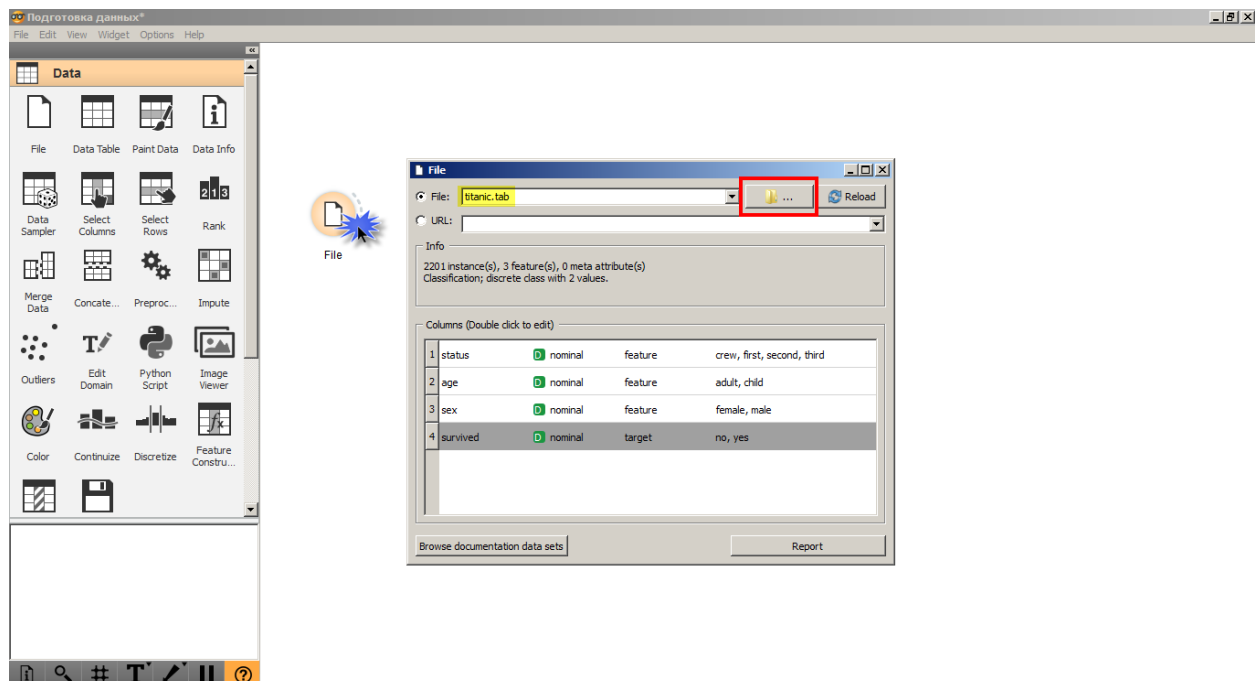 Подготовка данных*
File Edit View Widget Options Help
Data
File Data Table Paint Data Data Info
Data Sampler Select Columns Select Rows Rank
Merge Data Concate... Preproc... Impute
Outliers Edit Domain Python Script Image Viewer
Color Continuize Discretize Feature Constru...
File
File
File: titanic.tab ... Reload
URL:
Info
2201 instance(s), 3 feature(s), 0 meta attribute(s)
Classification; discrete class with 2 values.
Columns (Double click to edit)
1 status D nominal feature crew, first, second, third
2 age D nominal feature adult, child
3 sex D nominal feature female, male
4 survived D nominal target no, yes
Browse documentation data sets Report